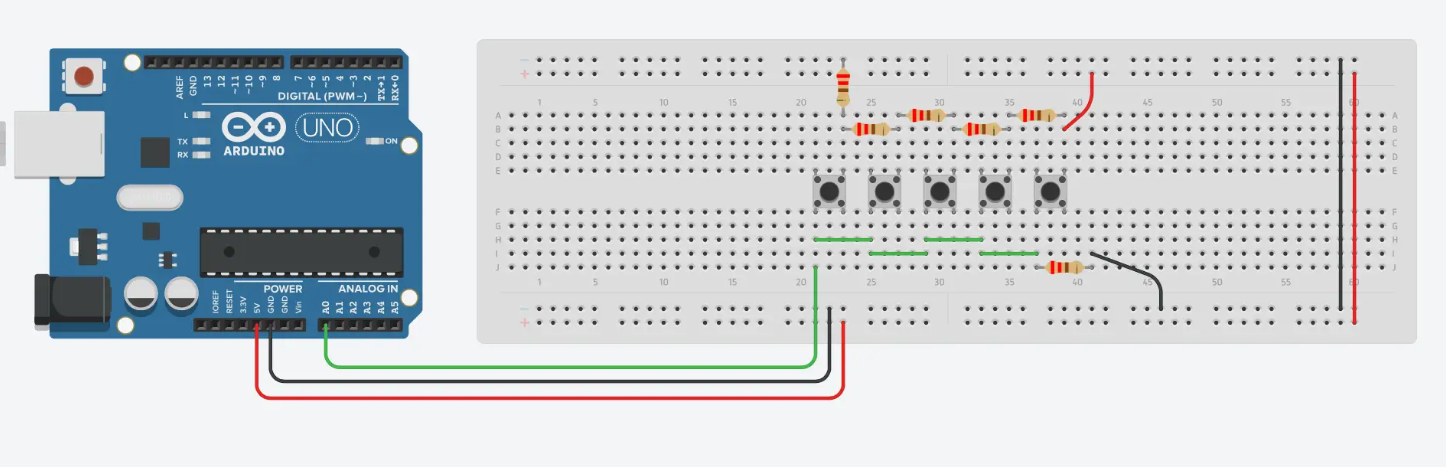 AREF
GND
13
12
~11
~10
~9
8
7
~6
~5
4
~3
2
TX→1
RX←0
DIGITAL (PWM~)
L
TX
RX
UNO
ARDUINO
ON
POWER
ANALOG IN
IOREF
RESET
3.3V
5V
GND
GND
Vin
A0
A1
A2
A3
A4
A5
−
+
1 5 10 15 20 25 30 35 40 45 50 55 60
A A
B B
C C
D D
E E
F F
G G
H H
I I
J J
1 5 10 15 20 25 30 35 40 45 50 55 60
−
+